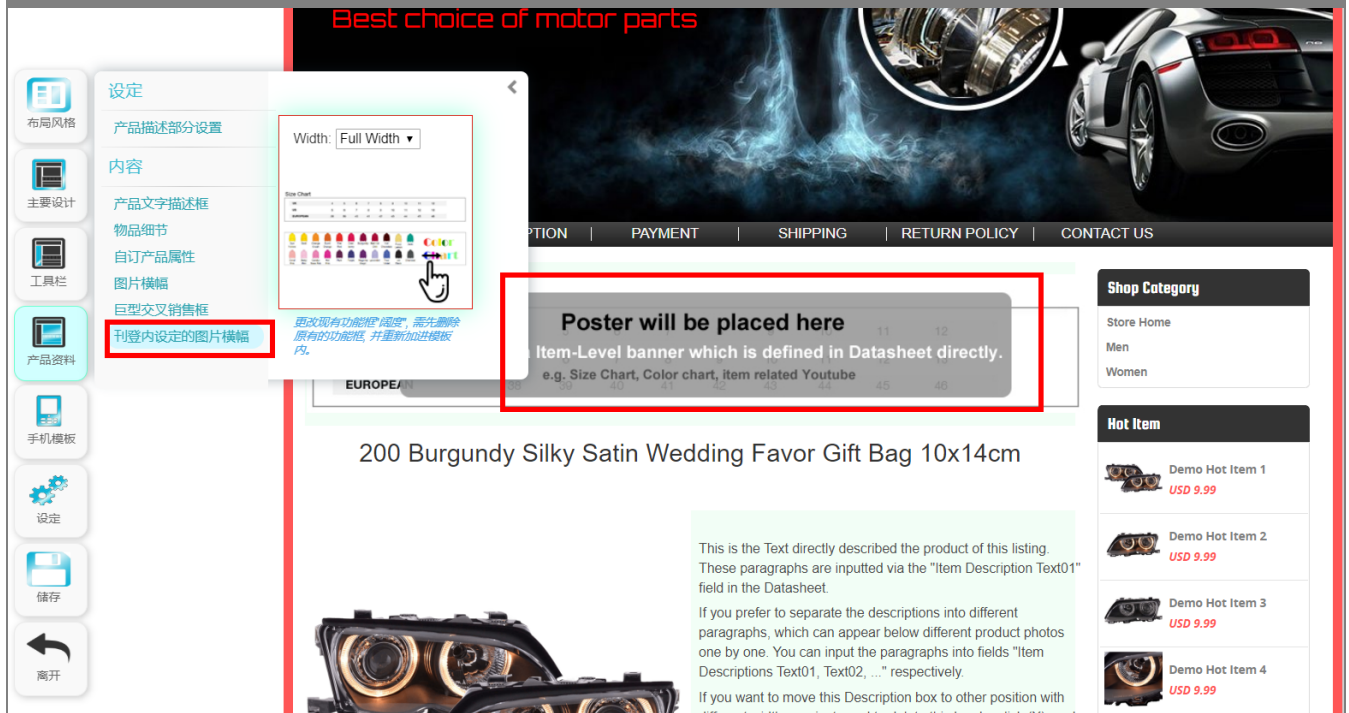 Best choice of motor parts
布局风格
主要设计
工具栏
产品资料
手机模板
设定
储存
离开
设定
产品描述部分设置
内容
产品文字描述框
物品细节
自订产品属性
图片横幅
巨型交叉销售框
刊登内设定的图片横幅
Width: Full Width
Size Chart
EUROPEAN
Color
Chart
更改现有功能框"阔度", 需先删除
原有的功能框, 并重新加进模板
内。
PTION | PAYMENT | SHIPPING | RETURN POLICY | CONTACT US
Poster will be placed here
11 12
Item-Level banner which is defined in Datasheet directly.
e.g. Size Chart, Color chart, item related Youtube
EUROPEAN 38 39 40 41 42 43 44 45 46
200 Burgundy Silky Satin Wedding Favor Gift Bag 10x14cm
This is the Text directly described the product of this listing.
These paragraphs are inputted via the "Item Description Text01"
field in the Datasheet.
If you prefer to separate the descriptions into different
paragraphs, which can appear below different product photos
one by one. You can input the paragraphs into fields "Item
Descriptions Text01, Text02, ..." respectively.
If you want to move this Description box to other position with
Shop Category
Store Home
Men
Women
Hot Item
Demo Hot Item 1
USD 9.99
Demo Hot Item 2
USD 9.99
Demo Hot Item 3
USD 9.99
Demo Hot Item 4
USD 9.99